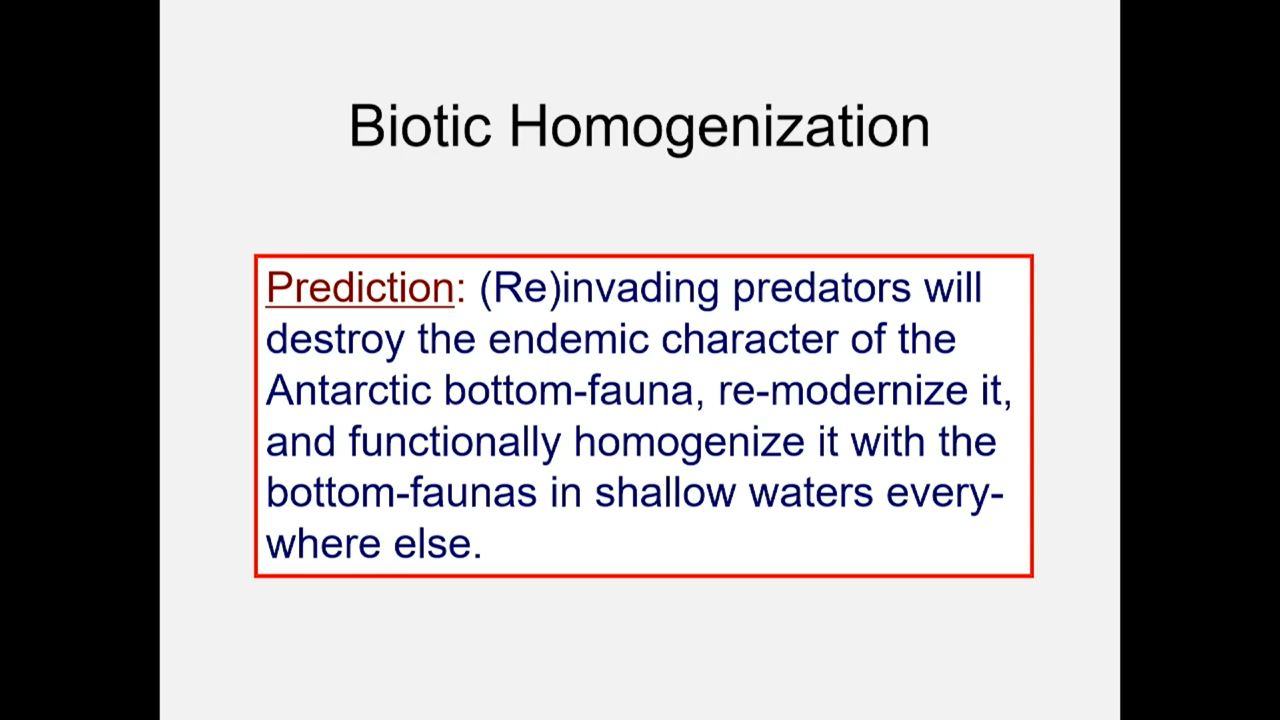 Biotic Homogenization
Prediction: (Re)invading predators will
destroy the endemic character of the
Antarctic bottom-fauna, re-modernize it,
and functionally homogenize it with the
bottom-faunas in shallow waters every-
where else.